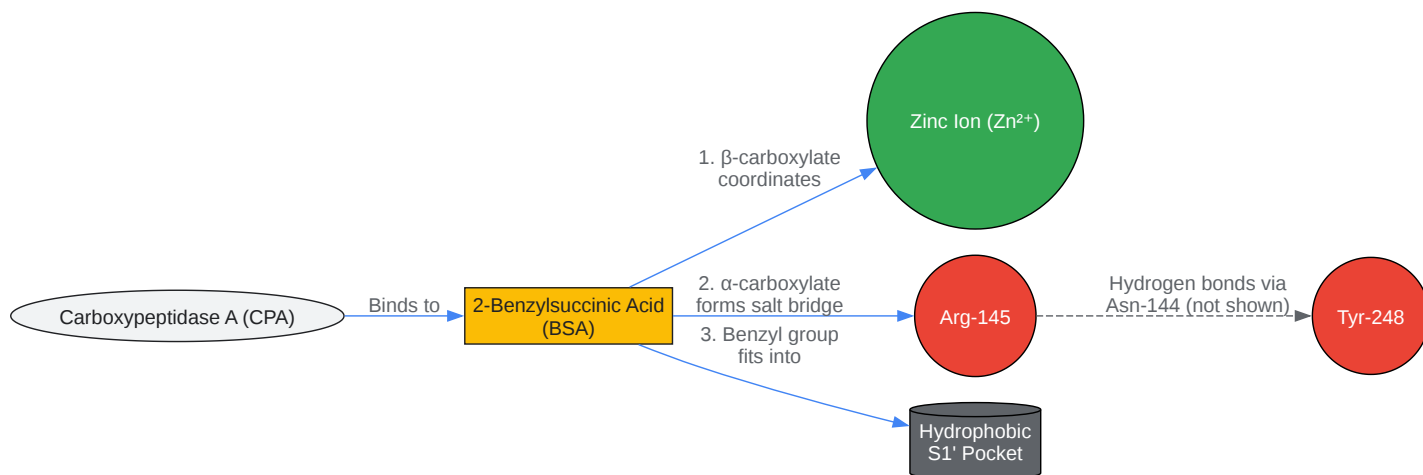 Zinc Ion (Zn²⁺)
1. β-carboxylate
coordinates
Carboxypeptidase A (CPA)
Binds to
2-Benzylsuccinic Acid
(BSA)
2. α-carboxylate
forms salt bridge
Arg-145
Hydrogen bonds via
Asn-144 (not shown)
Tyr-248
3. Benzyl group
fits into
Hydrophobic
S1' Pocket